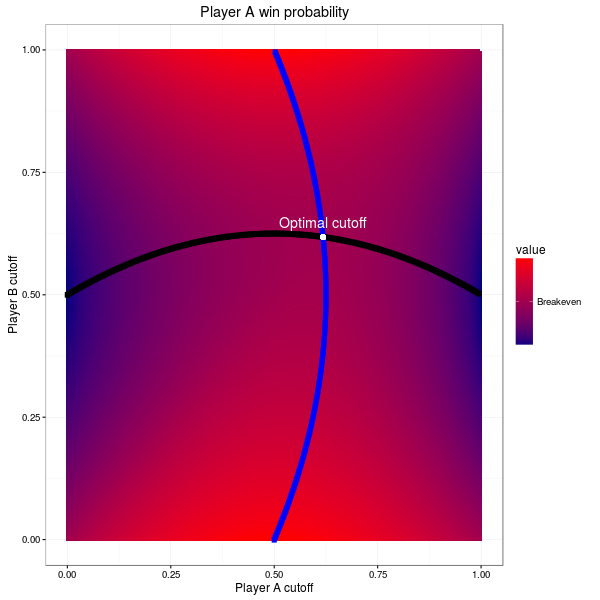 Player A win probability
1.00
0.75
0.50
0.25
0.00
Player B cutoff
Optimal cutoff
0.00
0.25
0.50
0.75
1.00
Player A cutoff
value
Breakeven